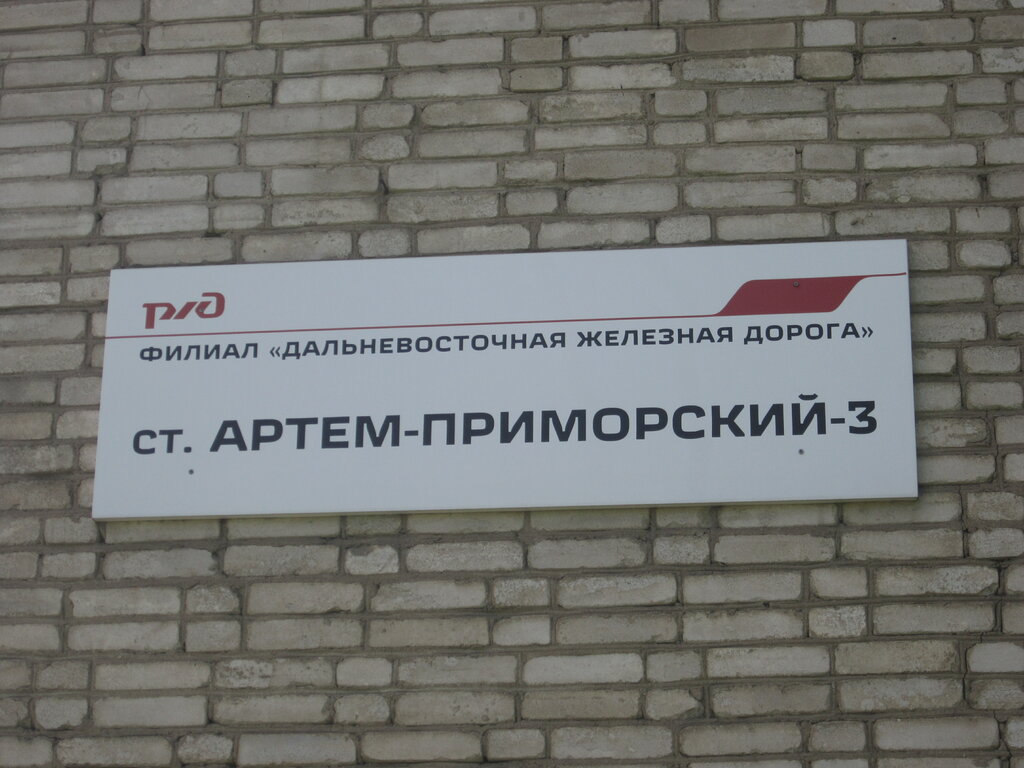 ржд
ФИЛИАЛ «ДАЛЬНЕВОСТОЧНАЯ ЖЕЛЕЗНАЯ ДОРОГА»
ст. АРТЕМ-ПРИМОРСКИЙ-3